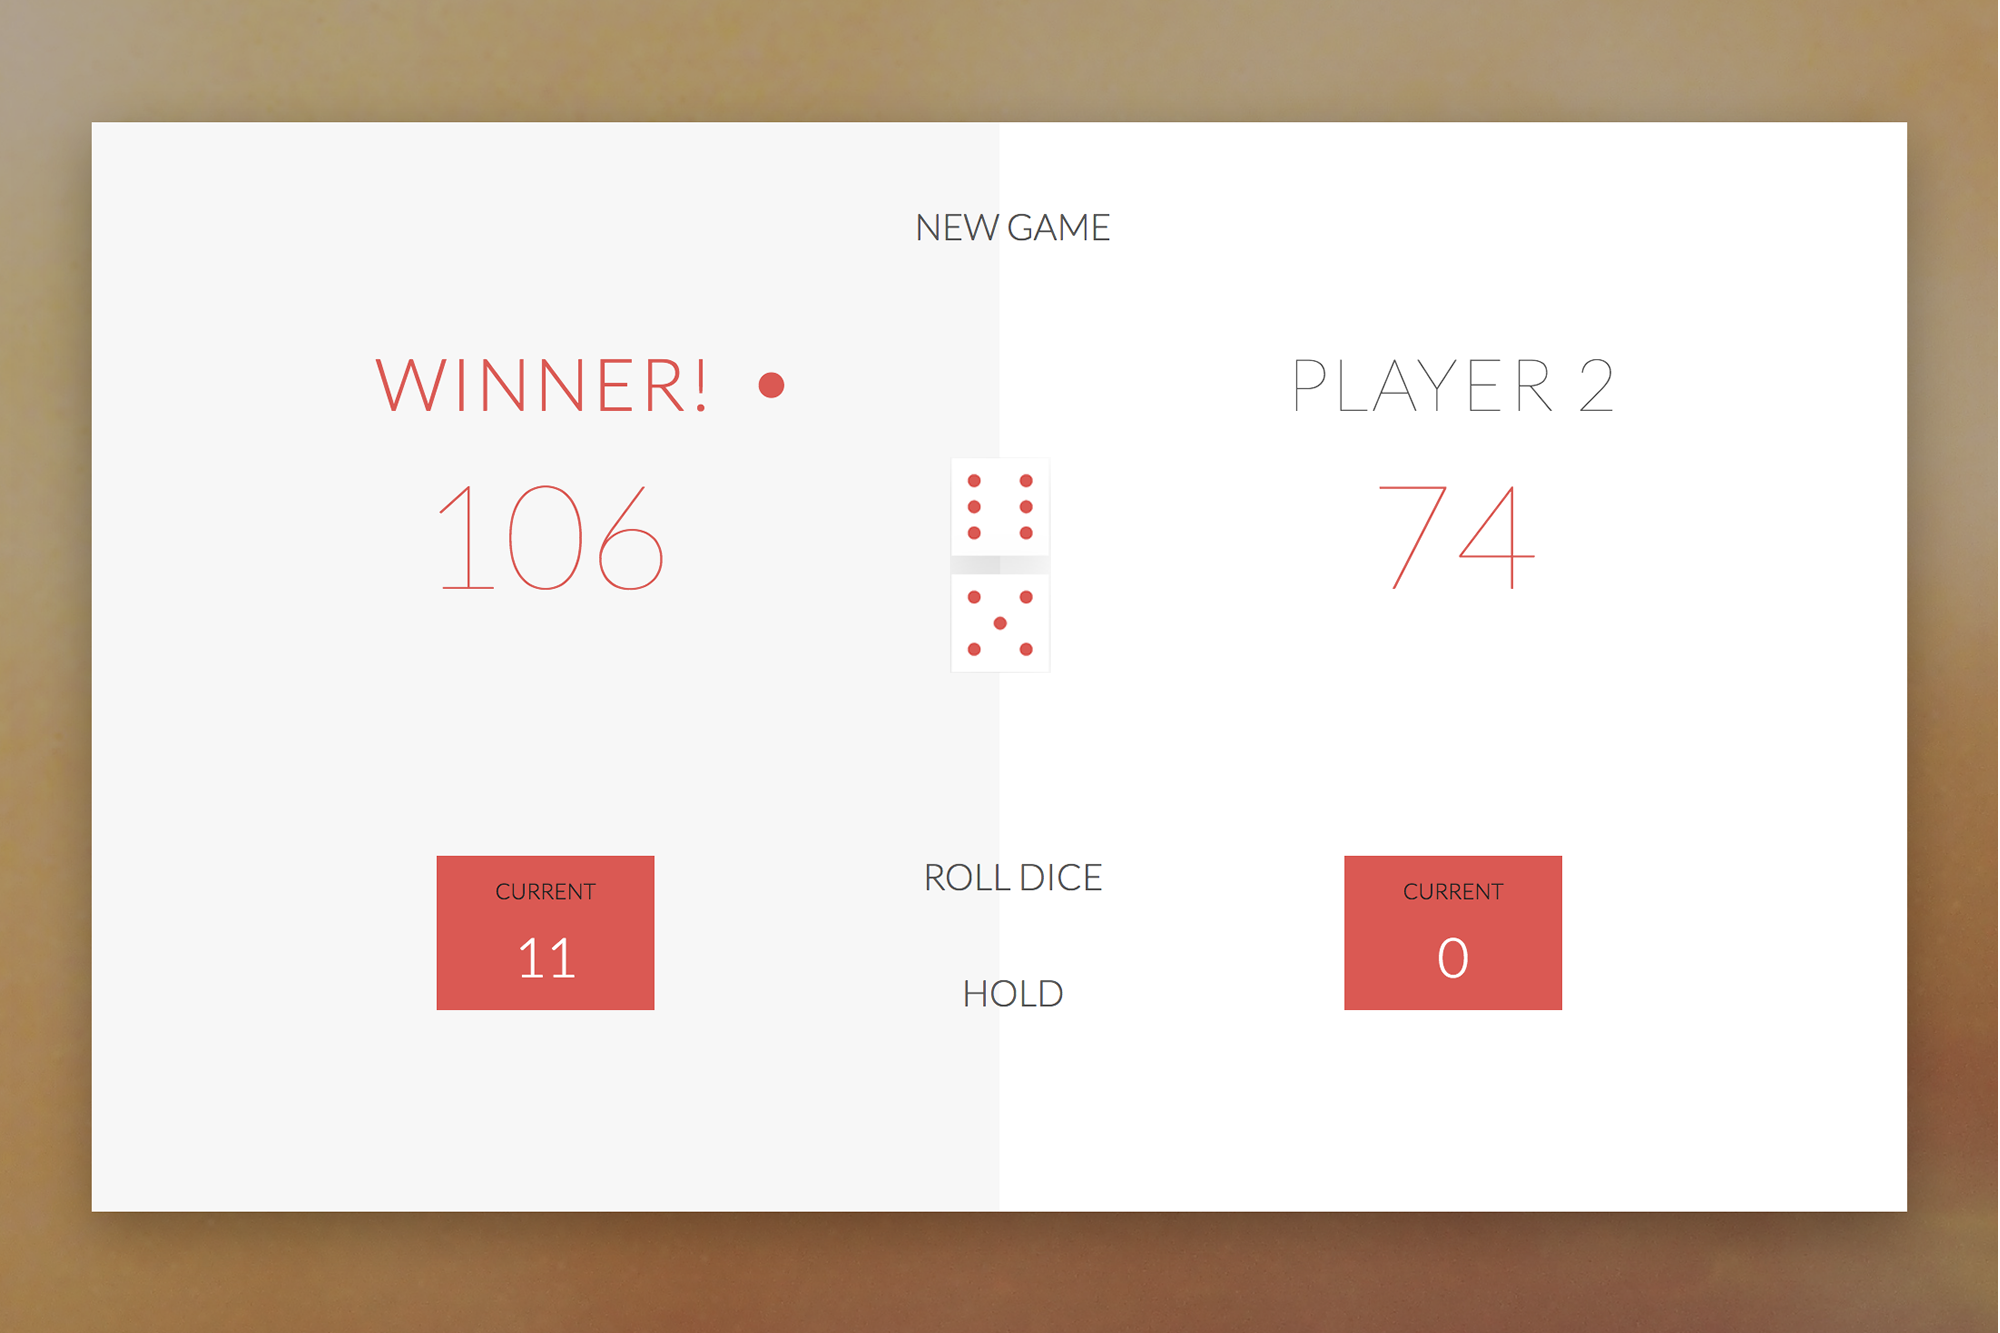 NEW GAME
WINNER!
106
PLAYER 2
74
CURRENT
11
ROLL DICE
HOLD
CURRENT
0